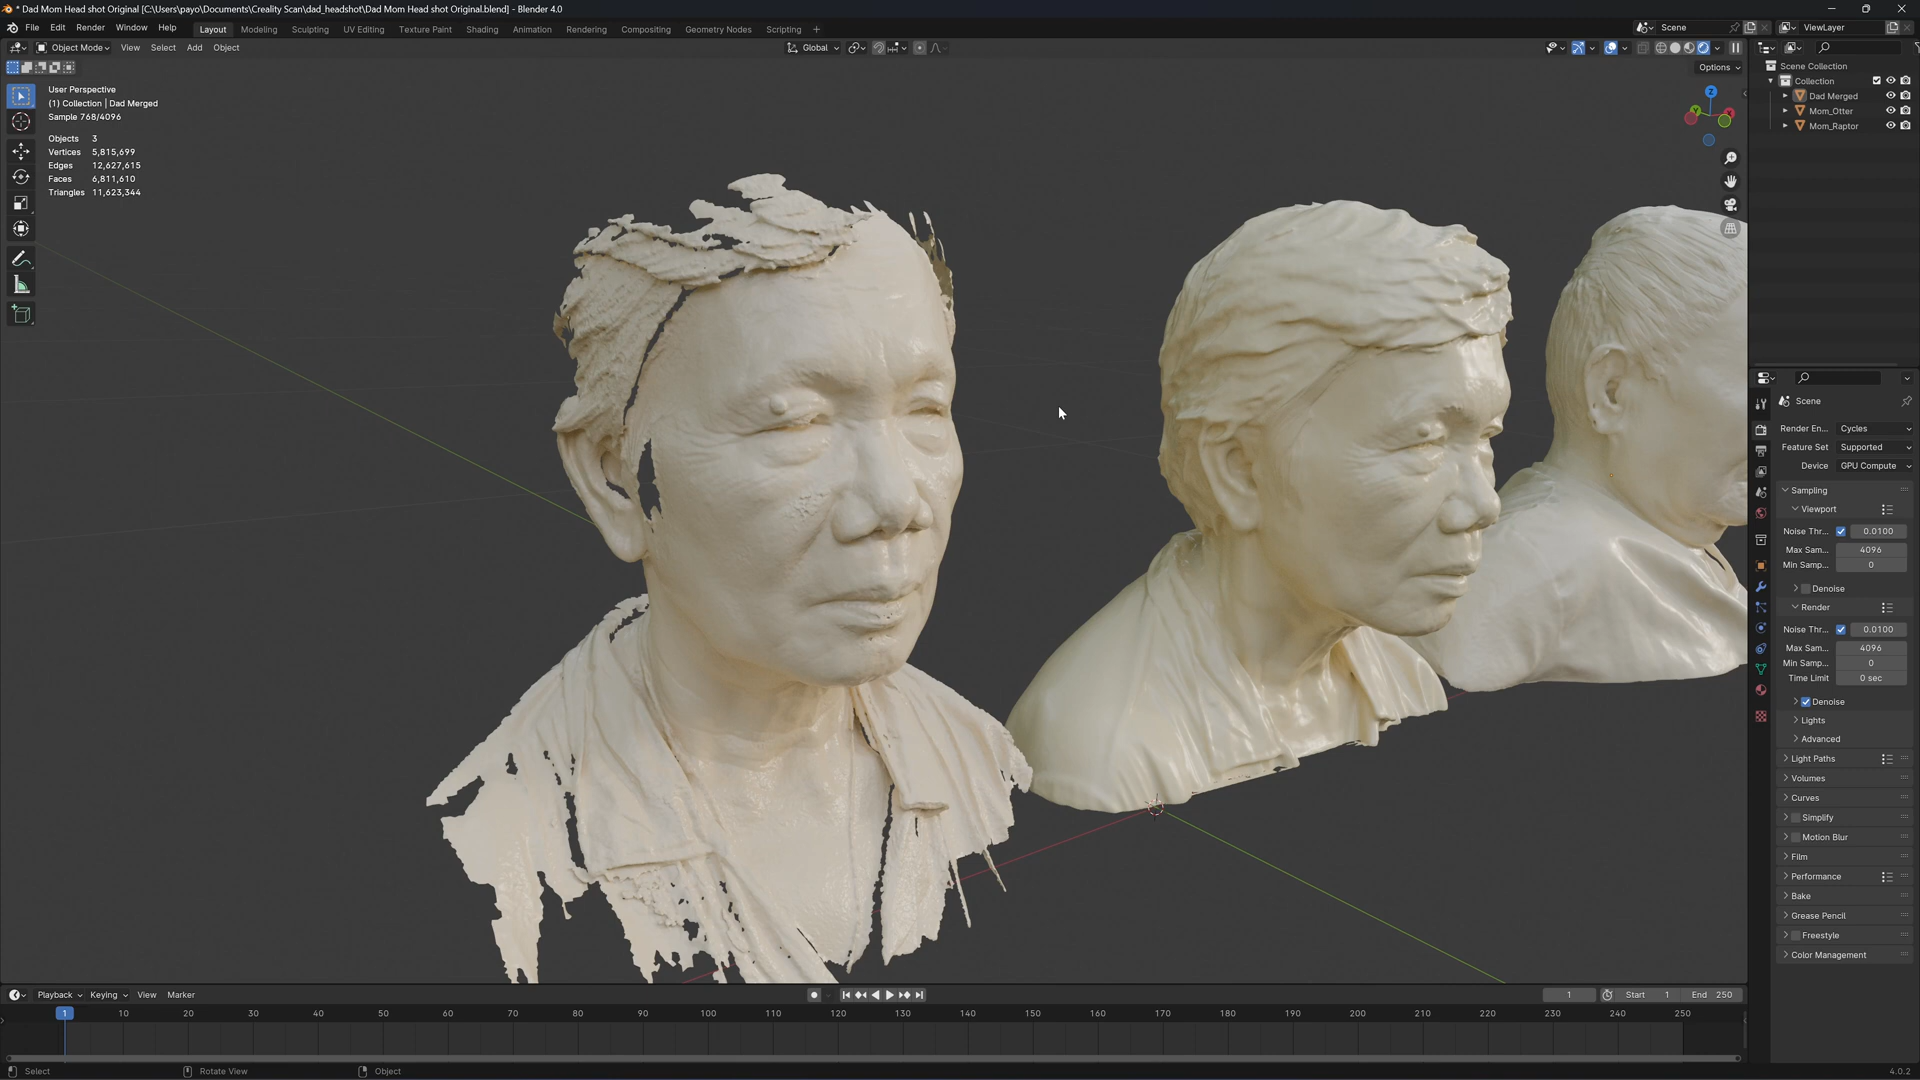 * Dad Mom Head shot Original [C:\Users\payo\Documents\Creality Scan\dad_headshot\Dad Mom Head shot Original.blend] - Blender 4.0
File Edit Render Window Help
Layout Modeling Sculpting UV Editing Texture Paint Shading Animation Rendering Compositing Geometry Nodes Scripting +
Scene
ViewLayer
Object Mode View Select Add Object
Global
Options
User Perspective
(1) Collection | Dad Merged
Sample 768/4096
Objects 3
Vertices 5,815,699
Edges 12,627,615
Faces 6,811,610
Triangles 11,623,344
Z
Scene Collection
Collection
Dad Merged
Mom_Otter
Mom_Raptor
Scene
Render En... Cycles
Feature Set Supported
Device GPU Compute
Sampling
Viewport
Noise Thr... 0.0100
Max Sam... 4096
Min Samp... 0
Denoise
Render
Noise Thr... 0.0100
Max Sam... 4096
Min Samp... 0
Time Limit 0 sec
Denoise
Lights
Advanced
Light Paths
Volumes
Curves
Simplify
Motion Blur
Film
Performance
Bake
Grease Pencil
Freestyle
Color Management
Playback Keying View Marker
1 Start 1 End 250
1 10 20 30 40 50 60 70 80 90 100 110 120 130 140 150 160 170 180 190 200 210 220 230 240 250
Select Rotate View Object
4.0.2